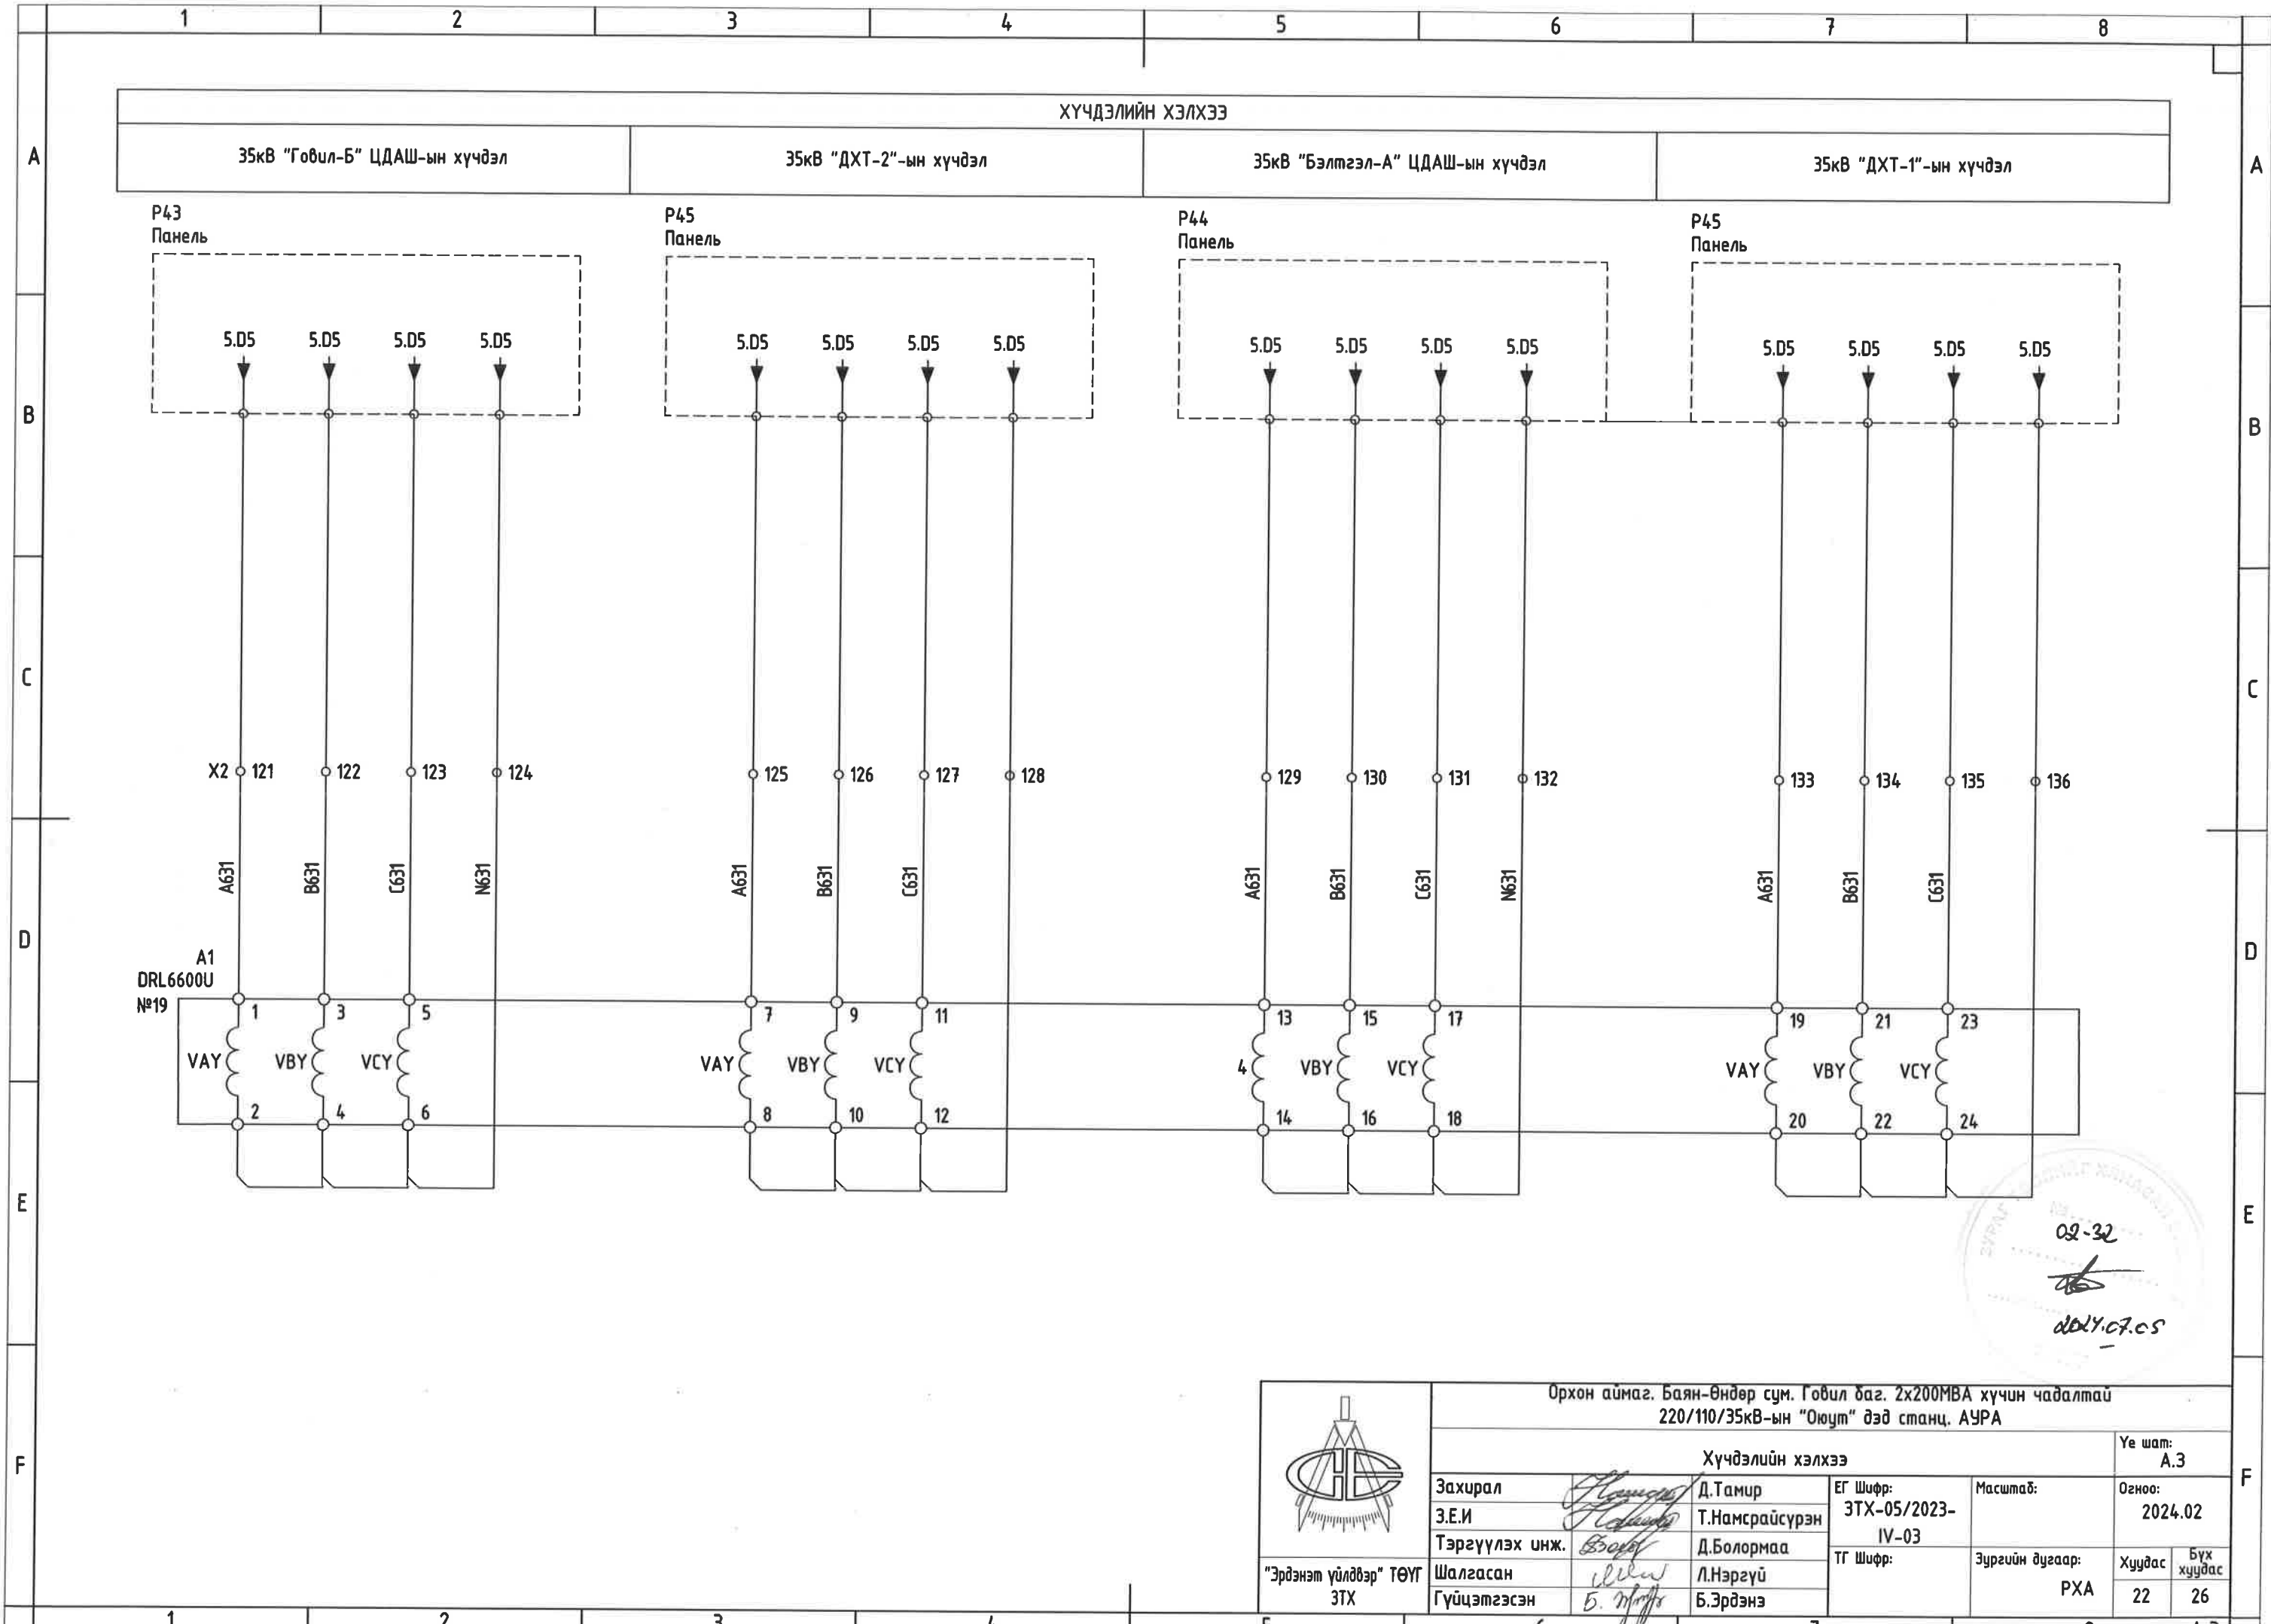 1 2 3 4 5 6 7 8
ХҮЧДЭЛИЙН ХЭЛХЭЭ
35кВ "Говил-Б" ЦДАШ-ын хүчдэл
35кВ "ДХТ-2"-ын хүчдэл
35кВ "Бэлтгэл-А" ЦДАШ-ын хүчдэл
35кВ "ДХТ-1"-ын хүчдэл
A A
P43
Панель
P45
Панель
P44
Панель
P45
Панель
5.D5 5.D5 5.D5 5.D5
5.D5 5.D5 5.D5 5.D5
5.D5 5.D5 5.D5 5.D5
5.D5 5.D5 5.D5 5.D5
B B
C C
X2 121 122 123 124
125 126 127 128
129 130 131 132
133 134 135 136
A631 B631 C631 N631
A631 B631 C631
A631 B631 C631 N631
A631 B631 C631
D D
A1
DRL6600U
№19
1 3 5
7 9 11
13 15 17
19 21 23
VAY VBY VCY
VAY VBY VCY
4 VBY VCY
VAY VBY VCY
2 4 6
8 10 12
14 16 18
20 22 24
E E
02-32
2024.07.05
F F
Орхон аймаг. Баян-Өндөр сум. Говил баг. 2x200МВА хүчин чадалтай
220/110/35кВ-ын "Оюут" дэд станц. АУРА
Хүчдэлийн хэлхээ
Үе шат:
А.З
Захирал Д.Тамир
З.Е.И Т.Намсрайсүрэн
Тэргүүлэх инж. Д.Болормаа
Шалгасан Л.Нэргүй
Гүйцэтгэсэн Б.Эрдэнэ
ЕГ Шифр:
ЗТХ-05/2023-
IV-03
Масштаб:
Огноо:
2024.02
ТГ Шифр:
Зургийн дугаар:
РХА
Хуудас
22
Бүх
хуудас
26
"Эрдэнэт үйлдвэр" ТӨҮГ
ЗТХ